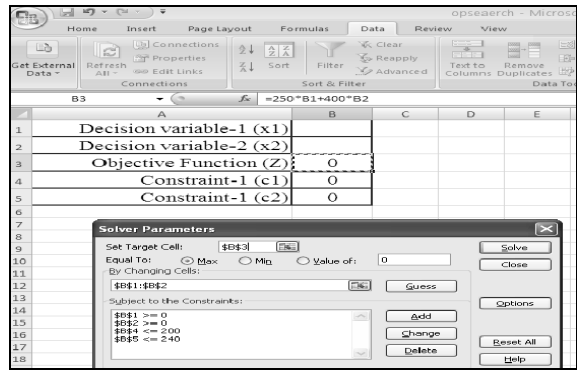 opseaerch - Micros
Home Insert Page Layout Formulas Data Review View
Get External Data
Refresh All
Connections
Properties
Edit Links
Connections
Sort
Filter
Clear
Reapply
Advanced
Sort & Filter
Text to Columns
Remove Duplicates
Data Too
B3 fx =250*B1+400*B2
A B C D E
1 Decision variable-1 (x1)
2 Decision variable-2 (x2)
3 Objective Function (Z) 0
4 Constraint-1 (c1) 0
5 Constraint-1 (c2) 0
6
7
8
9
10
11
12
13
14
15
16
17
18
Solver Parameters
Set Target Cell: $B$3 Solve
Equal To: Max Min Value of: 0 Close
By Changing Cells:
$B$1:$B$2 Guess
Subject to the Constraints: Options
$B$1 >= 0 Add
$B$2 >= 0
$B$4 <= 200 Change
$B$5 <= 240 Reset All
Delete Help